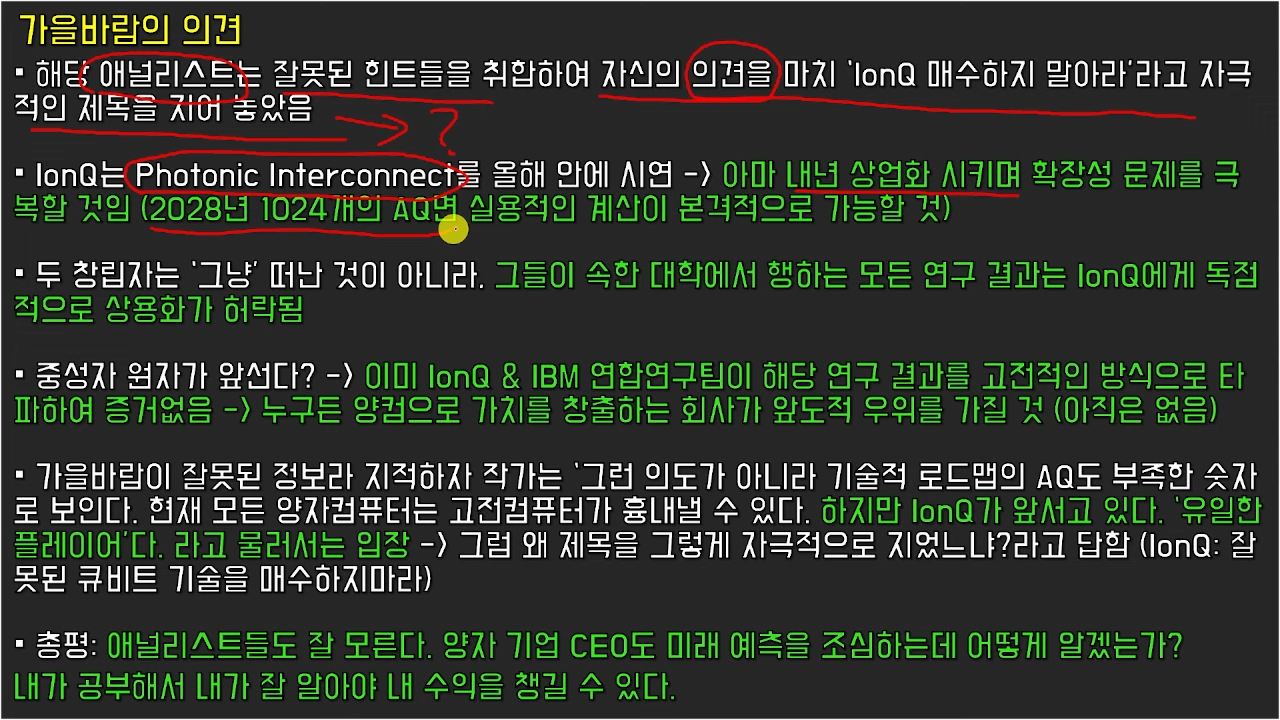 가을바람의 의견
▪ 해당 애널리스트는 잘못된 힌트들을 취합하여 자신의 의견을 마치 'IonQ 매수하지 말아라'라고 자극
적인 제목을 지어 놓았음
?
▪ IonQ는 Photonic Interconnect를 올해 안에 시연 -> 아마 내년 상업화 시키며 확장성 문제를 극
복할 것임 (2028년 1024개의 AQ면 실용적인 계산이 본격적으로 가능할 것)
▪ 두 창립자는 '그냥' 떠난 것이 아니라. 그들이 속한 대학에서 행하는 모든 연구 결과는 IonQ에게 독점
적으로 상용화가 허락됨
▪ 중성자 원자가 앞선다? -> 이미 IonQ & IBM 연합연구팀이 해당 연구 결과를 고전적인 방식으로 타
파하여 증거없음 -> 누구든 양컴으로 가치를 창출하는 회사가 앞도적 우위를 가질 것 (아직은 없음)
▪ 가을바람이 잘못된 정보라 지적하자 작가는 '그런 의도가 아니라 기술적 로드맵의 AQ도 부족한 숫자
로 보인다. 현재 모든 양자컴퓨터는 고전컴퓨터가 흉내낼 수 있다. 하지만 IonQ가 앞서고 있다. '유일한
플레이어'다. 라고 물러서는 입장 -> 그럼 왜 제목을 그렇게 자극적으로 지었느냐?라고 답함 (IonQ: 잘
못된 큐비트 기술을 매수하지마라)
▪ 총평: 애널리스트들도 잘 모른다. 양자 기업 CEO도 미래 예측을 조심하는데 어떻게 알겠는가?
내가 공부해서 내가 잘 알아야 내 수익을 챙길 수 있다.